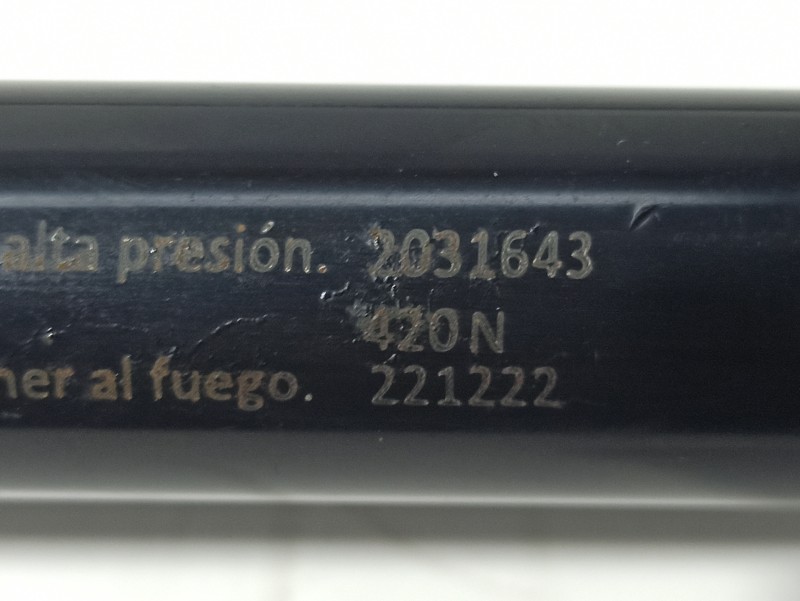 alta presión. 2031643
420N
ner al fuego. 221222